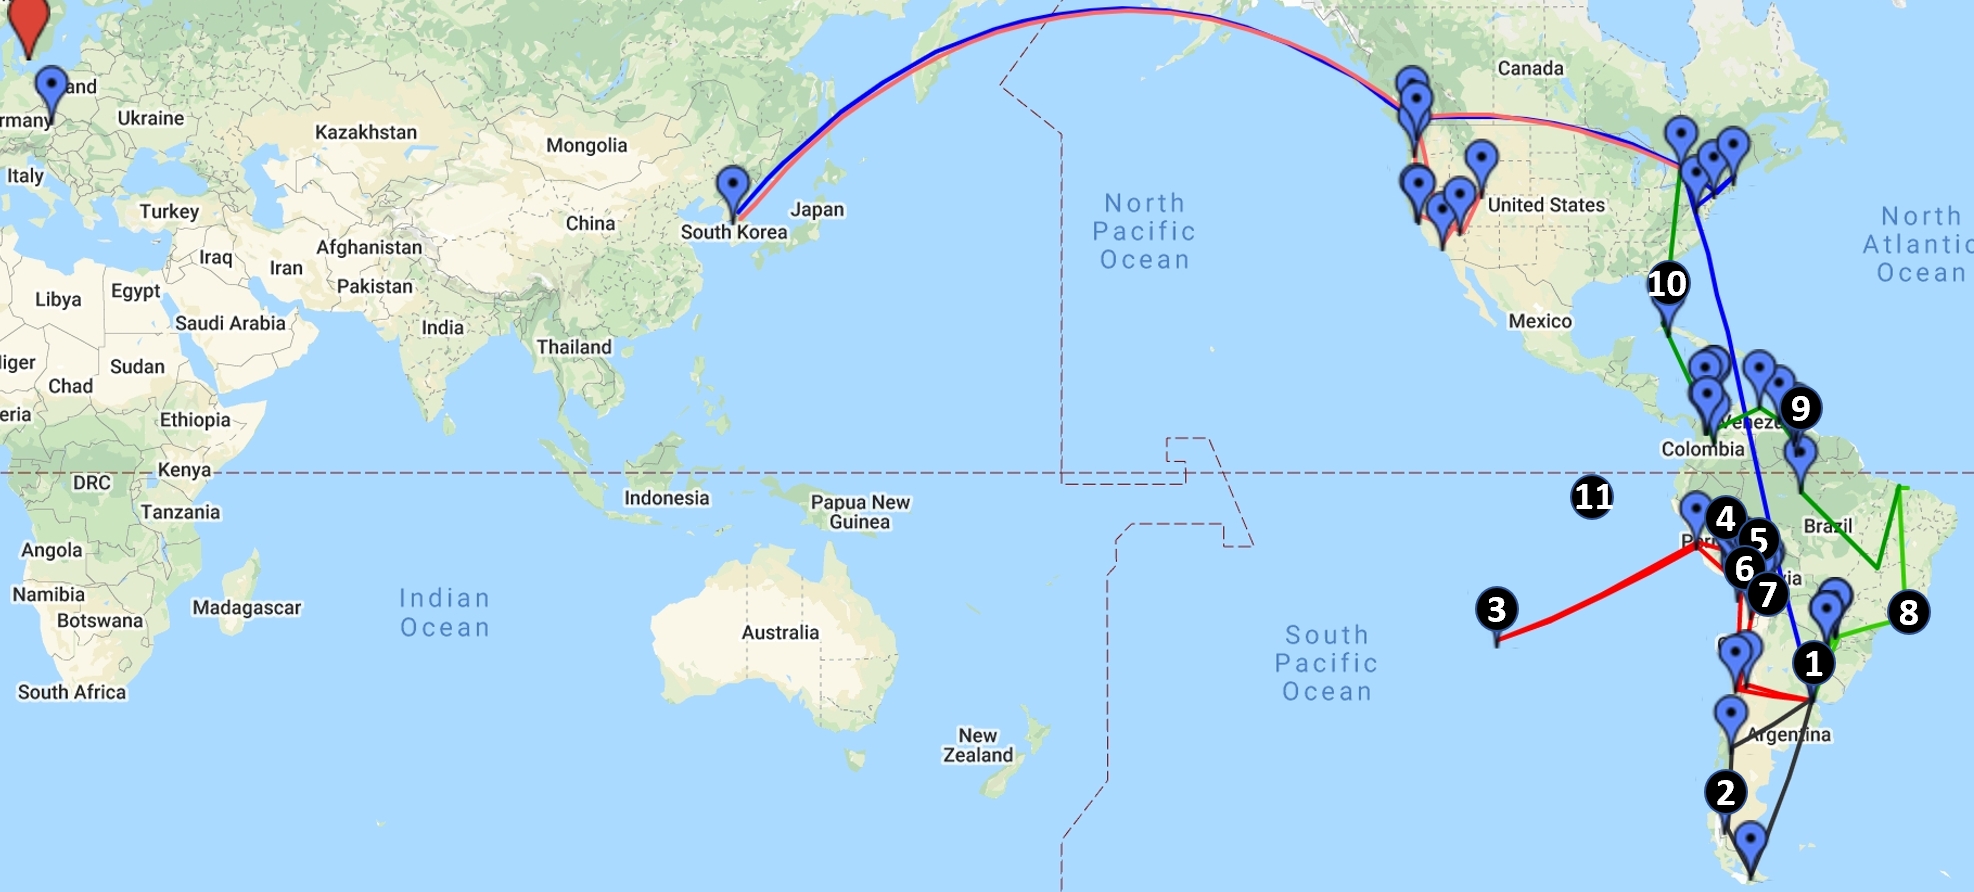 Canada
and
rmany
Ukraine
Kazakhstan
Mongolia
Italy
Turkey
China
Japan
South Korea
United States
North
Pacific
Ocean
North
Atlantic
Ocean
Afghanistan
Iraq
Iran
Pakistan
Libya
Egypt
Saudi Arabia
India
Thailand
Mexico
10
liger
Chad
Sudan
eria
Ethiopia
9
Venezu
Colombia
Kenya
DRC
Tanzania
Indonesia
Papua New
Guinea
11
4
5
Brazil
Per
6
7
via
Angola
Namibia
Botswana
Madagascar
Indian
Ocean
Australia
3
8
South
Pacific
Ocean
1
South Africa
New
Zealand
Argentina
2